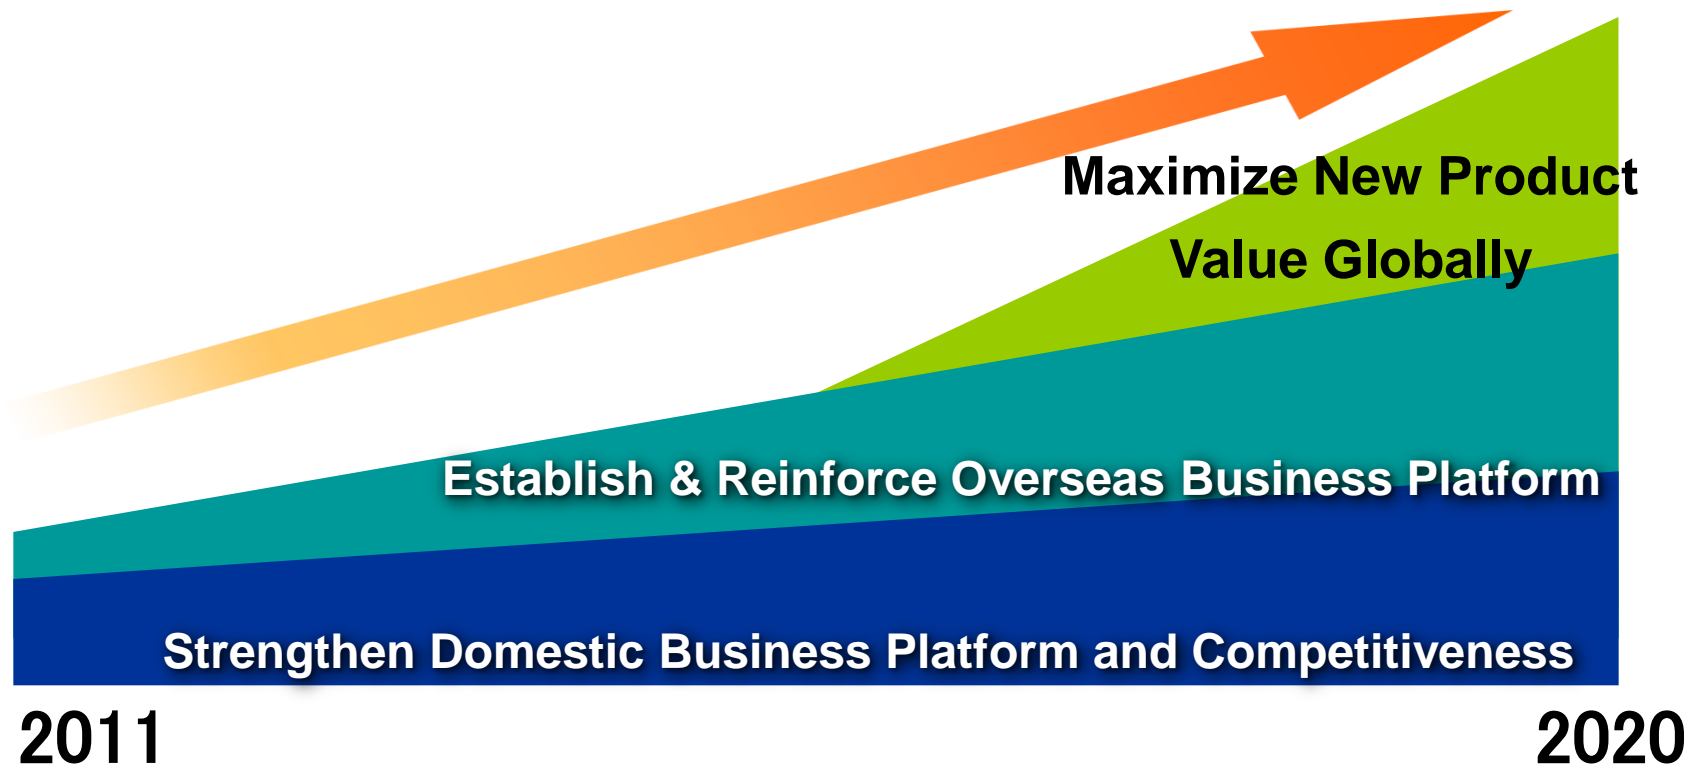 Maximize New Product
Value Globally
Establish & Reinforce Overseas Business Platform
Strengthen Domestic Business Platform and Competitiveness
2011
2020